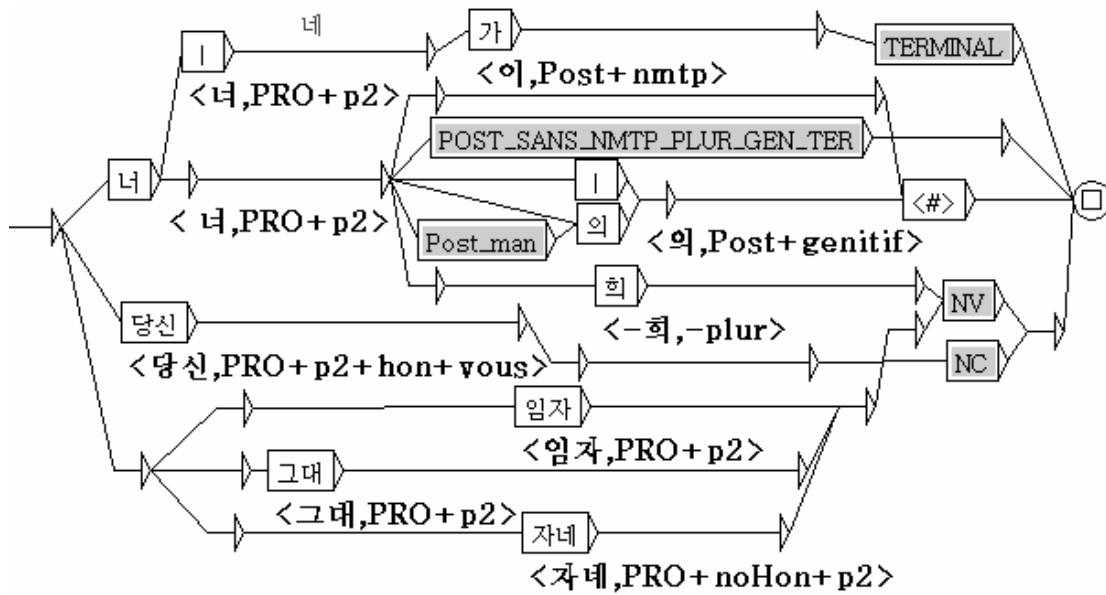 네
ㅣ
가
TERMINAL
<이,Post+nmtp>
<너,PRO+p2>
POST_SANS_NMTP_PLUR_GEN_TER
너
ㅣ
<#>
<너,PRO+p2>
Post_man
의
<의,Post+genitif>
희
NV
<-희,-plur>
당신
NC
<당신,PRO+p2+hon+vous>
임자
<임자,PRO+p2>
그대
<그대,PRO+p2>
자네
<자네,PRO+noHon+p2>